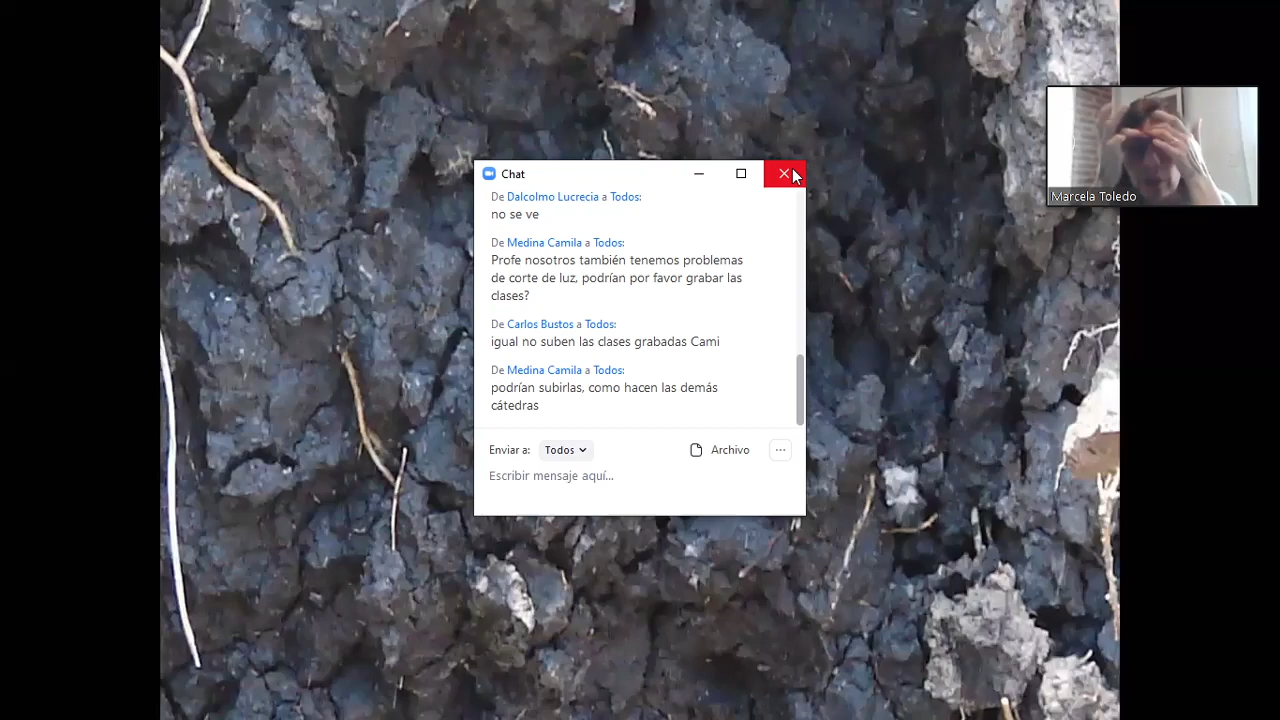 Chat
De Dalcolmo Lucrecia a Todos:
no se ve
De Medina Camila a Todos:
Profe nosotros también tenemos problemas
de corte de luz, podrían por favor grabar las
clases?
De Carlos Bustos a Todos:
igual no suben las clases grabadas Cami
De Medina Camila a Todos:
podrían subirlas, como hacen las demás
cátedras
Enviar a: Todos Archivo
Escribir mensaje aquí...
Marcela Toledo